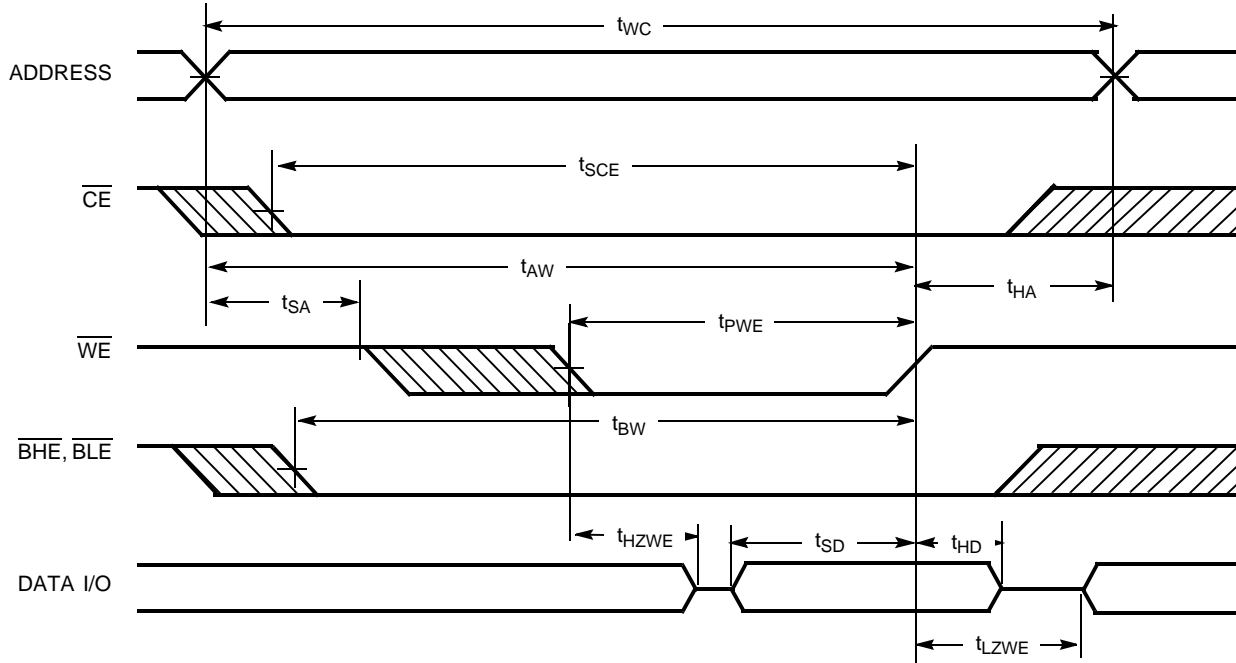 tWC
ADDRESS
tSCE
CE
tAW
tSA
tHA
tPWE
WE
tBW
BHE, BLE
tHZWE
tSD
tHD
DATA I/O
tLZWE